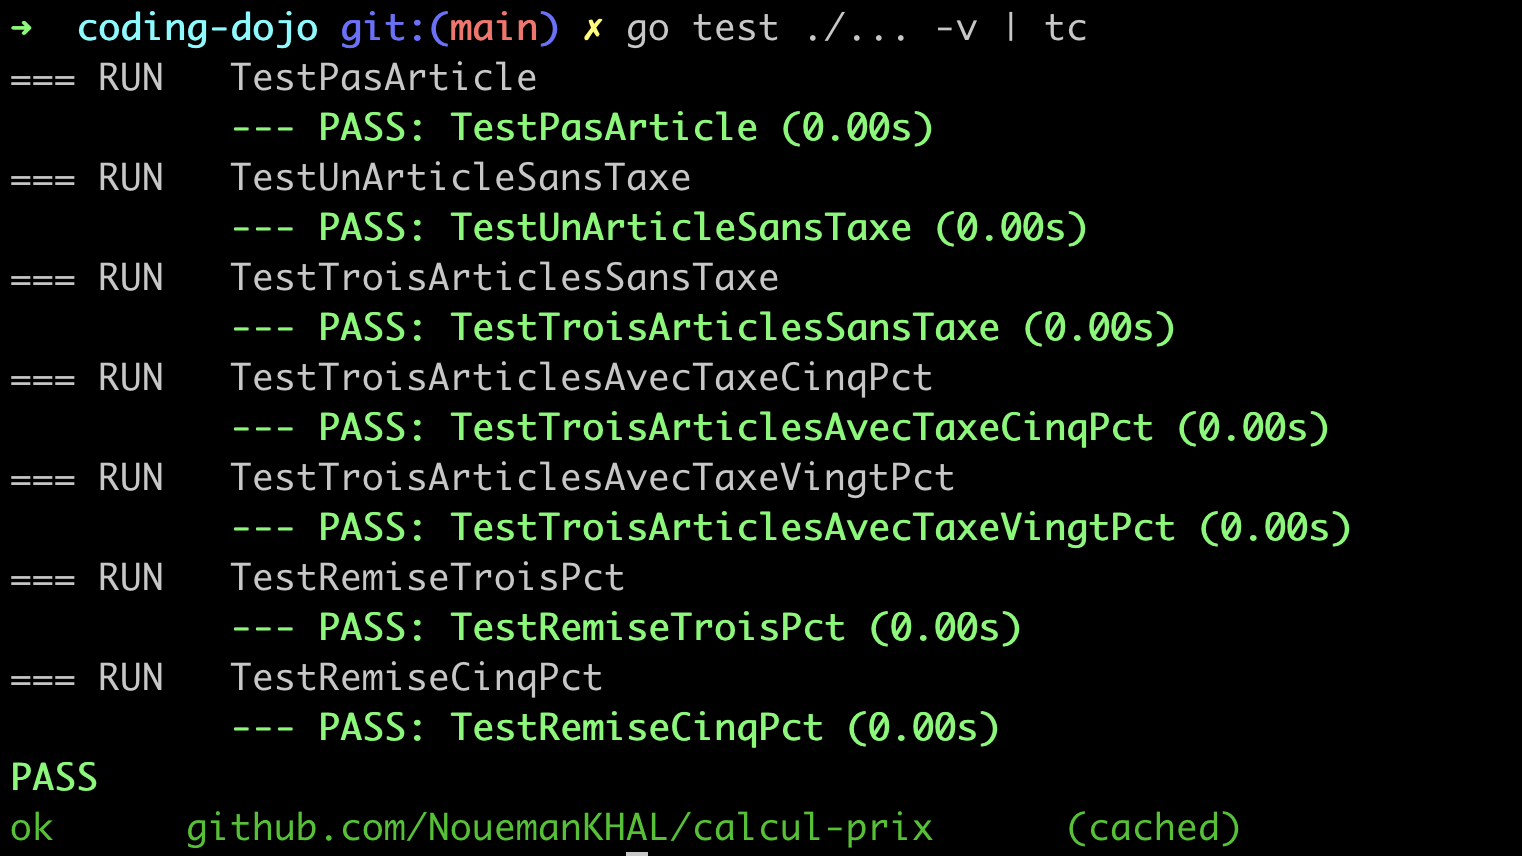 ➜  coding-dojo git:(main) ✗ go test ./... -v | tc
=== RUN   TestPasArticle
          --- PASS: TestPasArticle (0.00s)
=== RUN   TestUnArticleSansTaxe
          --- PASS: TestUnArticleSansTaxe (0.00s)
=== RUN   TestTroisArticlesSansTaxe
          --- PASS: TestTroisArticlesSansTaxe (0.00s)
=== RUN   TestTroisArticlesAvecTaxeCinqPct
          --- PASS: TestTroisArticlesAvecTaxeCinqPct (0.00s)
=== RUN   TestTroisArticlesAvecTaxeVingtPct
          --- PASS: TestTroisArticlesAvecTaxeVingtPct (0.00s)
=== RUN   TestRemiseTroisPct
          --- PASS: TestRemiseTroisPct (0.00s)
=== RUN   TestRemiseCinqPct
          --- PASS: TestRemiseCinqPct (0.00s)
PASS
ok      github.com/NouemanKHAL/calcul-prix      (cached)